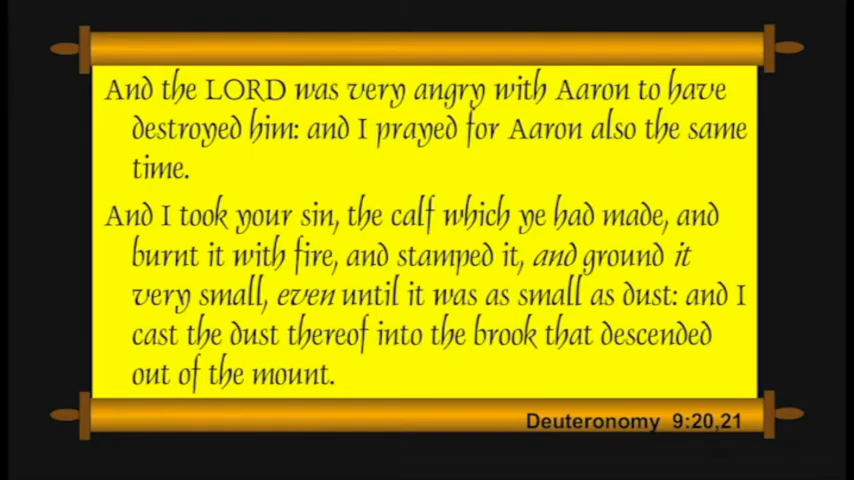 And the LORD was very angry with Aaron to have
destroyed him: and I prayed for Aaron also the same
time.
And I took your sin, the calf which ye had made, and
burnt it with fire, and stamped it, and ground it
very small, even until it was as small as dust: and I
cast the dust thereof into the brook that descended
out of the mount.
Deuteronomy 9:20,21